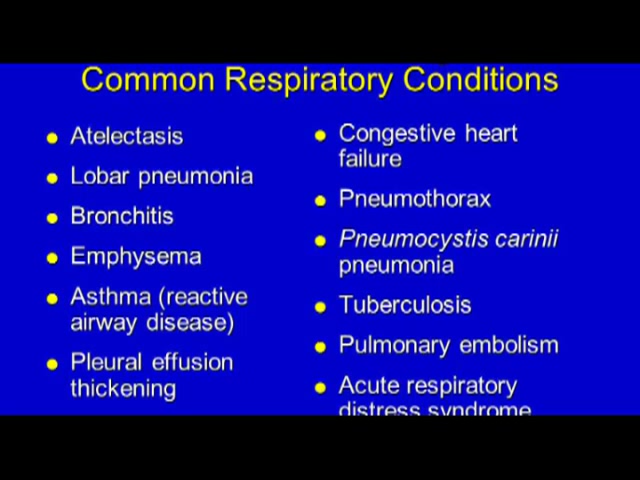 Common Respiratory Conditions
Atelectasis
Lobar pneumonia
Bronchitis
Emphysema
Asthma (reactive
airway disease)
Pleural effusion
thickening
Congestive heart
failure
Pneumothorax
Pneumocystis carinii
pneumonia
Tuberculosis
Pulmonary embolism
Acute respiratory
distress syndrome